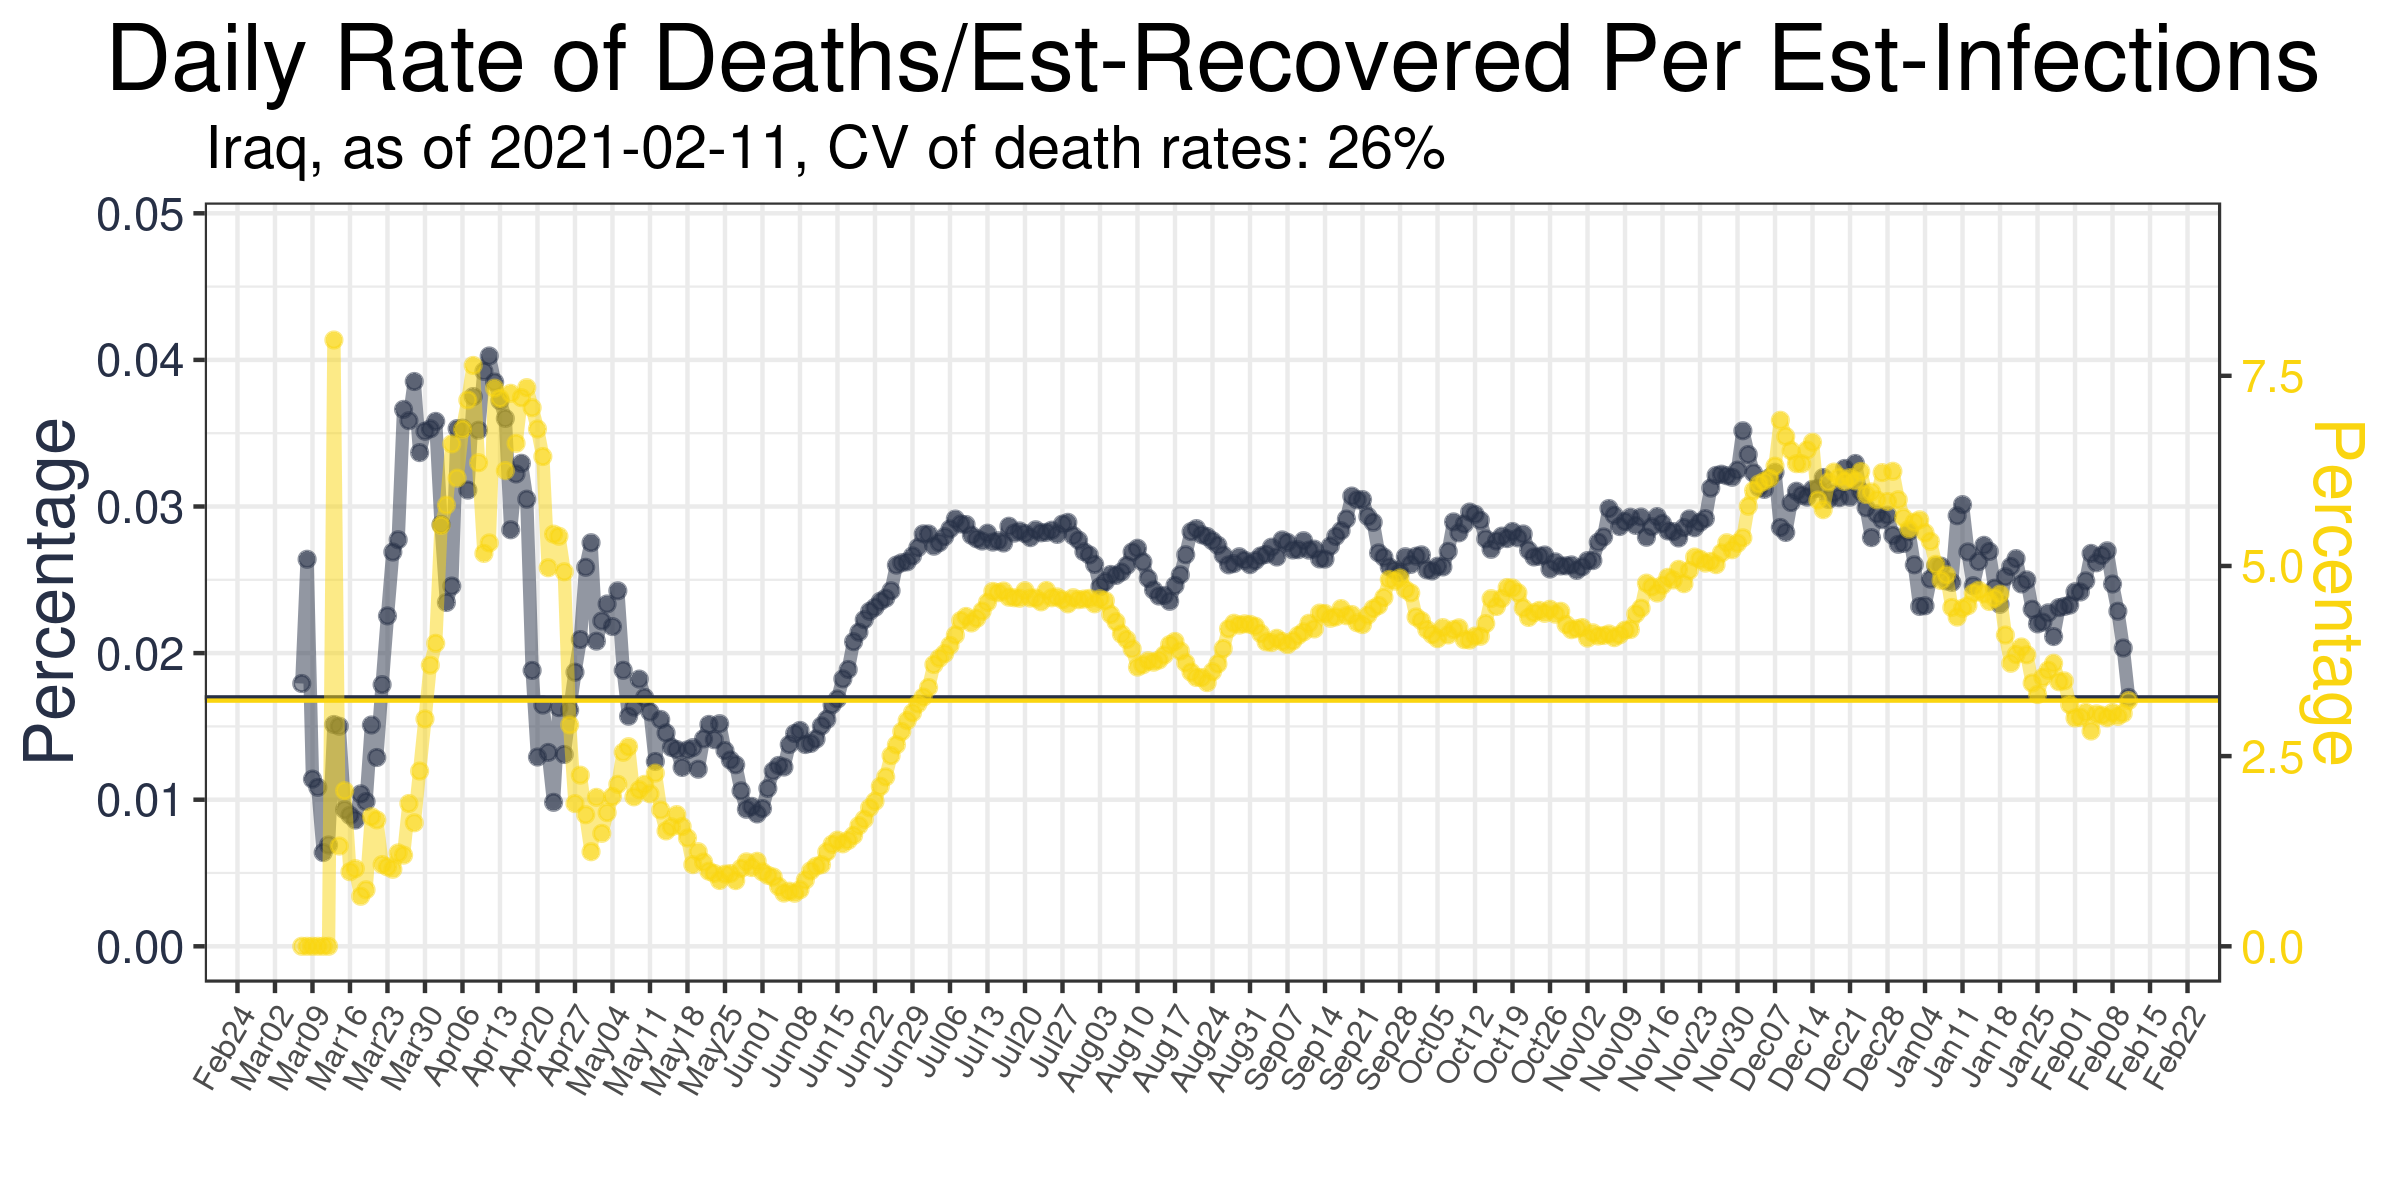 Daily Rate of Deaths/Est-Recovered Per Est-Infections
Iraq, as of 2021-02-11, CV of death rates: 26%
Percentage
0.05
0.04
0.03
0.02
0.01
0.00
7.5
5.0
2.5
0.0
Percentage
Feb24
Mar02
Mar09
Mar16
Mar23
Mar30
Apr06
Apr13
Apr20
Apr27
May04
May11
May18
May25
Jun01
Jun08
Jun15
Jun22
Jun29
Jul06
Jul13
Jul20
Jul27
Aug03
Aug10
Aug17
Aug24
Aug31
Sep07
Sep14
Sep21
Sep28
Oct05
Oct12
Oct19
Oct26
Nov02
Nov09
Nov16
Nov23
Nov30
Dec07
Dec14
Dec21
Dec28
Jan04
Jan11
Jan18
Jan25
Feb01
Feb08
Feb15
Feb22